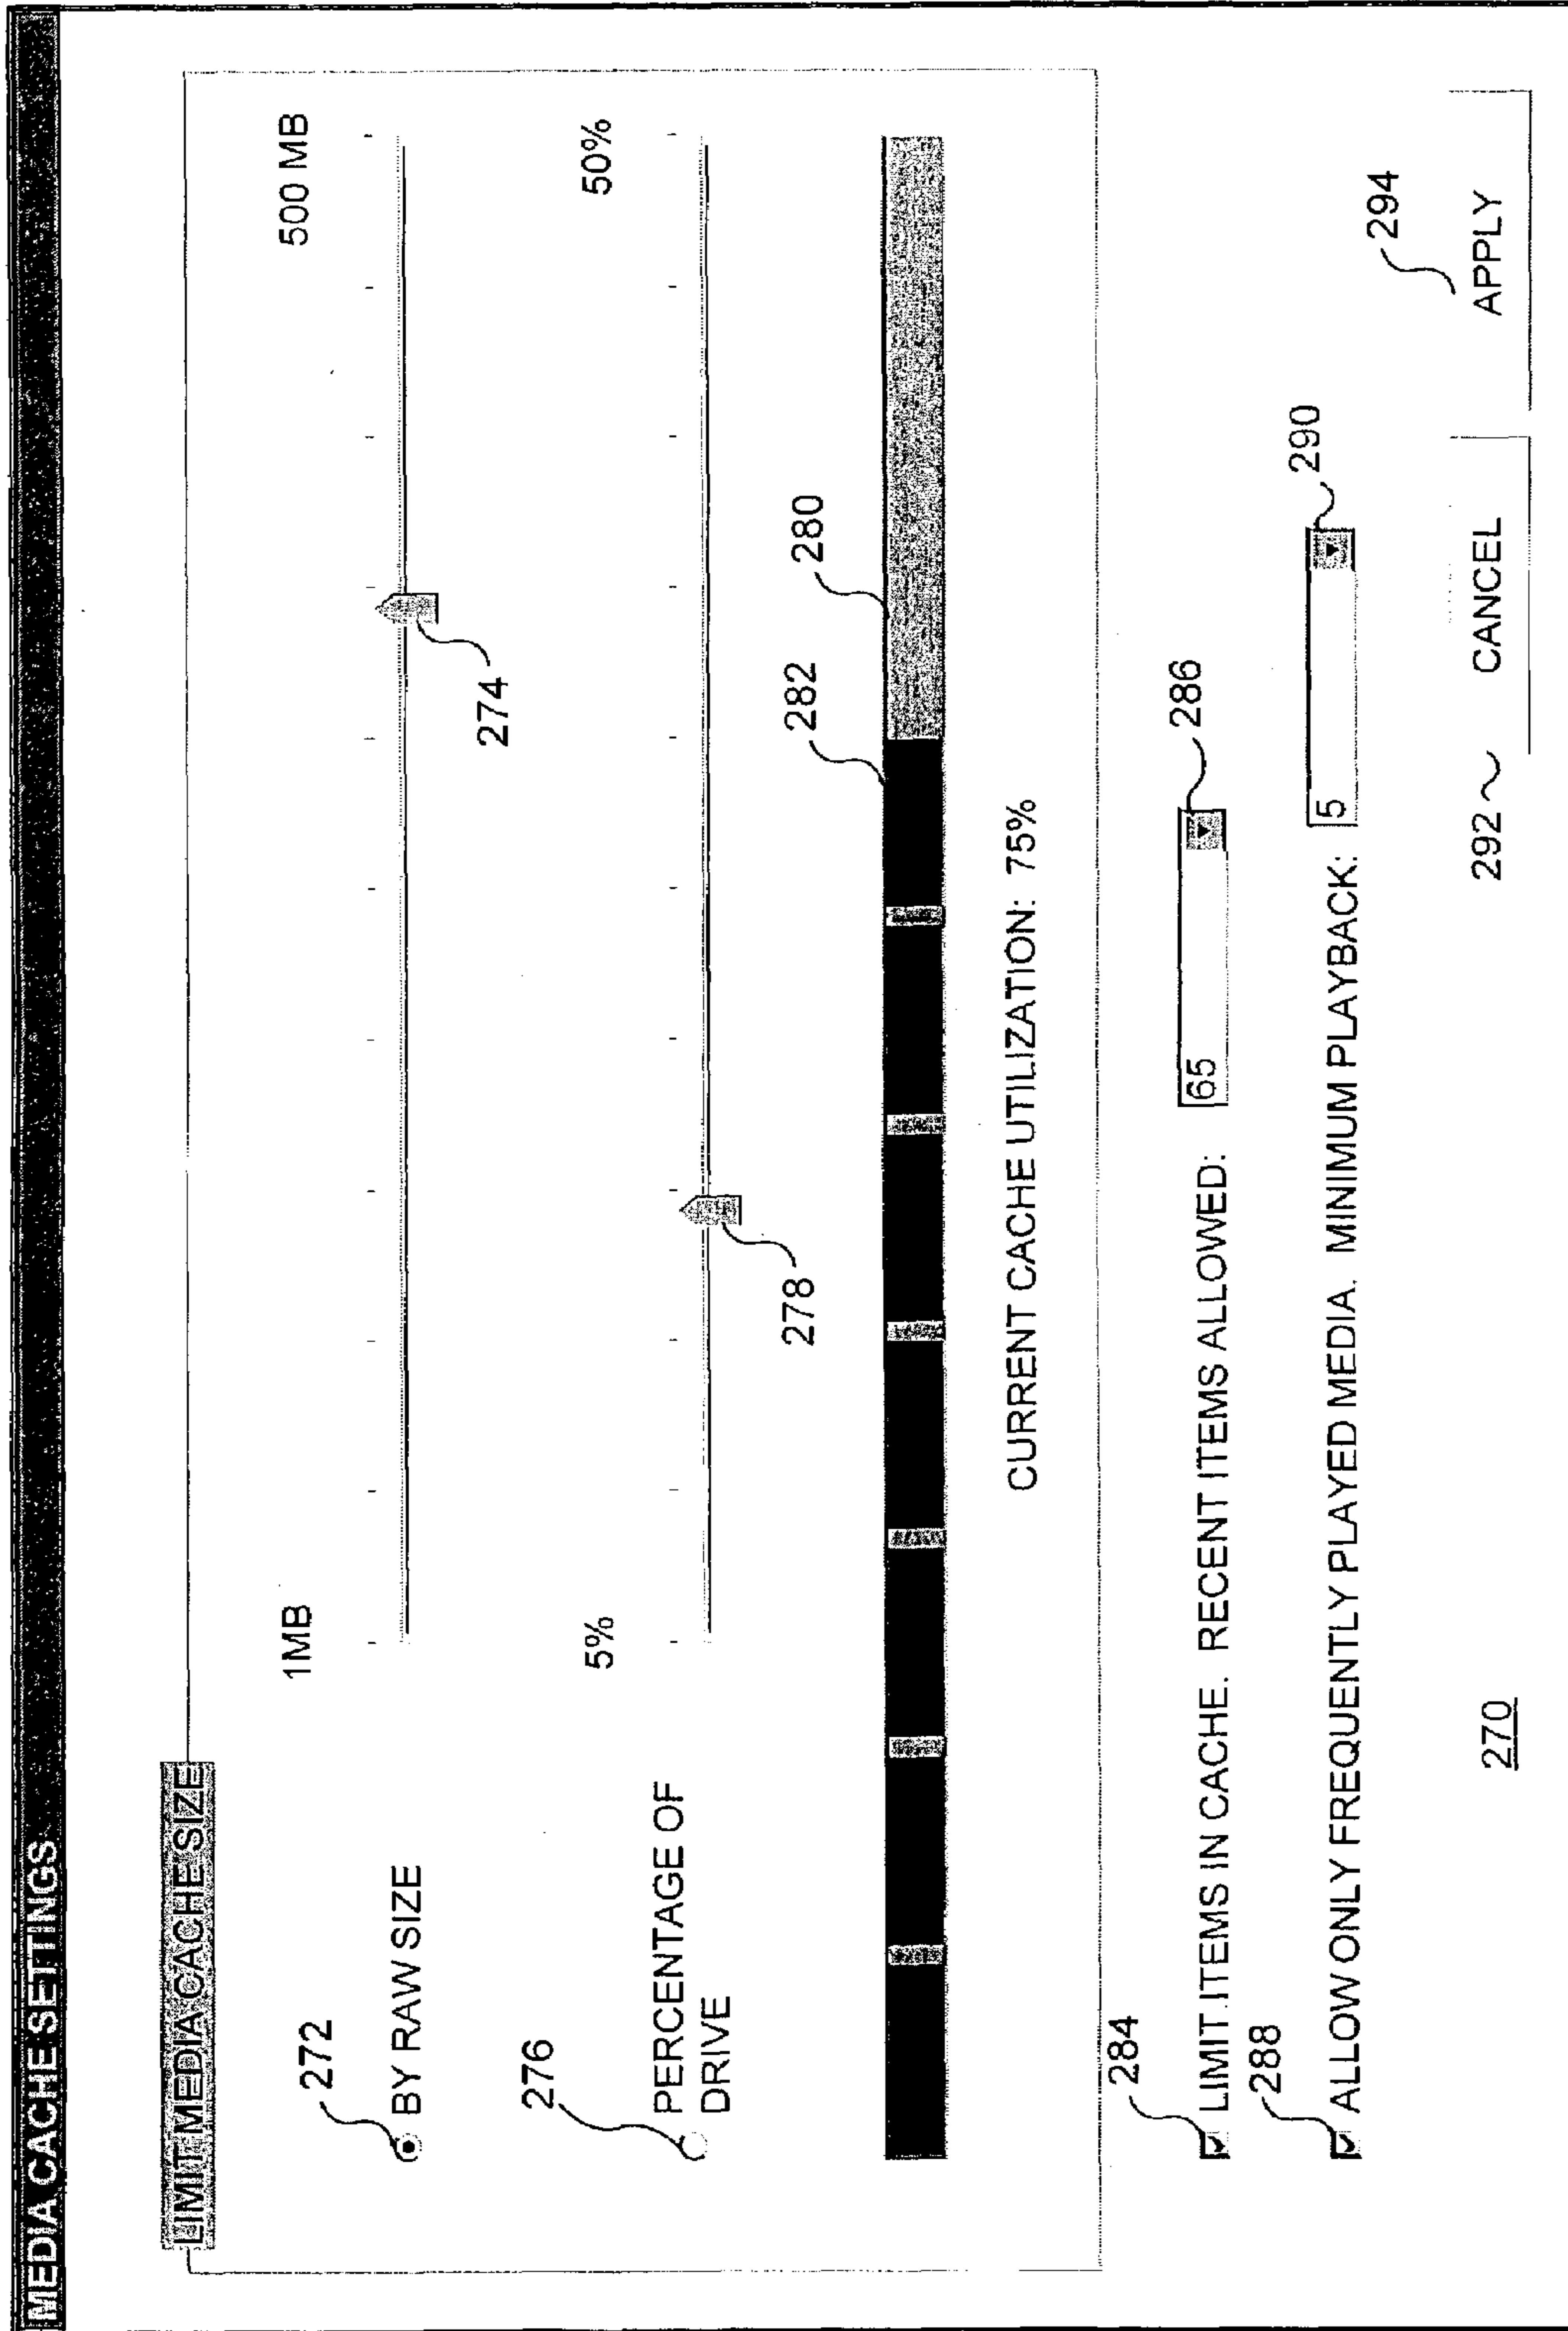 MEDIA CACHE SETTINGS
LIMIT MEDIA CACHE SIZE
272
BY RAW SIZE
1MB
500 MB
274
276
PERCENTAGE OF
DRIVE
5%
50%
278
282
280
CURRENT CACHE UTILIZATION: 75%
284
LIMIT ITEMS IN CACHE. RECENT ITEMS ALLOWED:
65
286
288
ALLOW ONLY FREQUENTLY PLAYED MEDIA. MINIMUM PLAYBACK:
5
290
270
292
CANCEL
294
APPLY